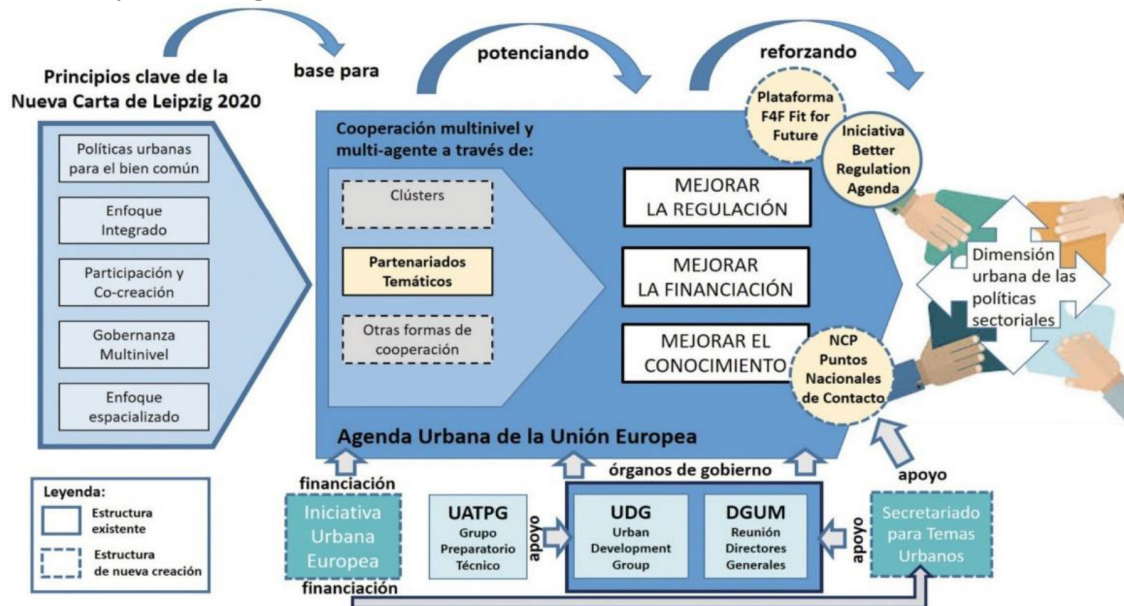 base para
potenciando
reforzando
Principios clave de la
Nueva Carta de Leipzig 2020
Políticas urbanas
para el bien común
Enfoque
Integrado
Participación y
Co-creación
Gobernanza
Multinivel
Enfoque
espacializado
Cooperación multinivel y
multi-agente a través de:
Clústers
Partenariados
Temáticos
Otras formas de
cooperación
MEJORAR
LA REGULACIÓN
MEJORAR
LA FINANCIACIÓN
MEJORAR EL
CONOCIMIENTO
Plataforma
F4F Fit for
Future
Iniciativa
Better
Regulation
Agenda
NCP
Puntos
Nacionales
de Contacto
Dimensión
urbana de las
políticas
sectoriales
Agenda Urbana de la Unión Europea
Leyenda:
Estructura
existente
Estructura
de nueva creación
financiación
Iniciativa
Urbana
Europea
financiación
UATPG
Grupo
Preparatorio
Técnico
apoyo
órganos de gobierno
UDG
Urban
Development
Group
DGUM
Reunión
Directores
Generales
apoyo
apoyo
Secretariado
para Temas
Urbanos